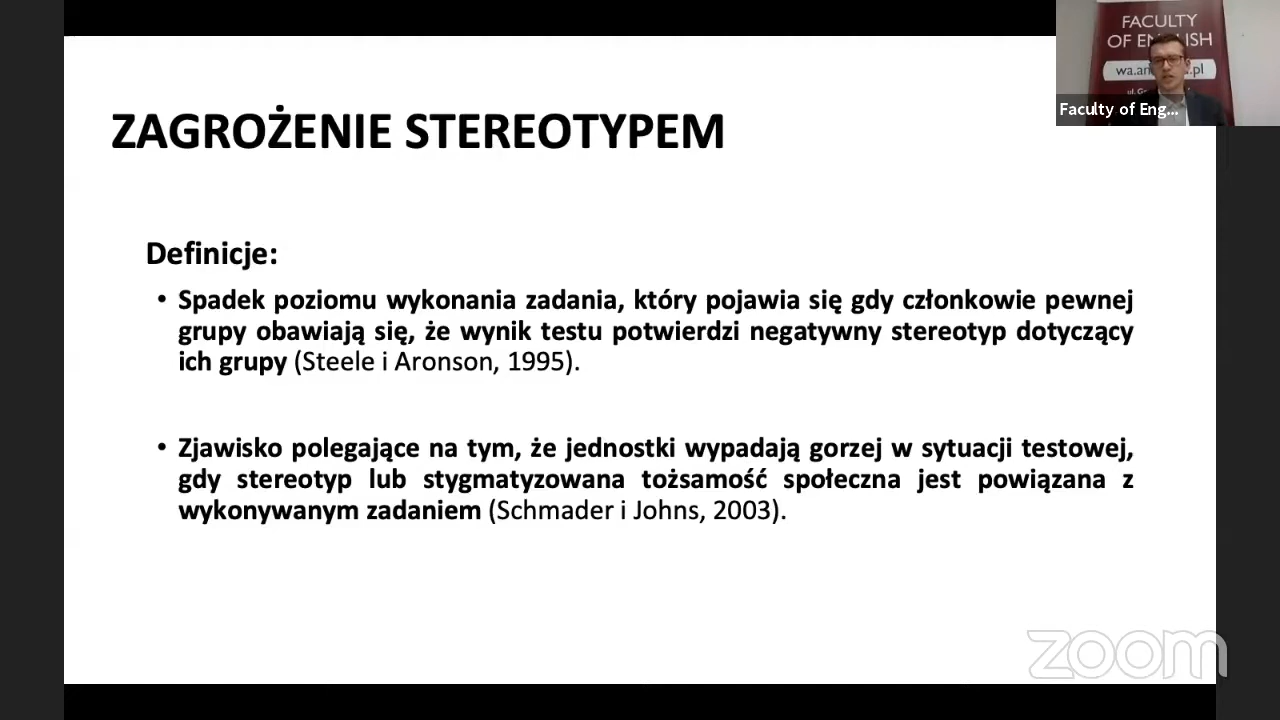 FACULTY
OF ENGLISH
ZAGROŻENIE STEREOTYPEM
Faculty of Eng...
Definicje:
• Spadek poziomu wykonania zadania, który pojawia się gdy członkowie pewnej
grupy obawiają się, że wynik testu potwierdzi negatywny stereotyp dotyczący
ich grupy (Steele i Aronson, 1995).
• Zjawisko polegające na tym, że jednostki wypadają gorzej w sytuacji testowej,
gdy stereotyp lub stygmatyzowana tożsamość społeczna jest powiązana z
wykonywanym zadaniem (Schmader i Johns, 2003).
zoom